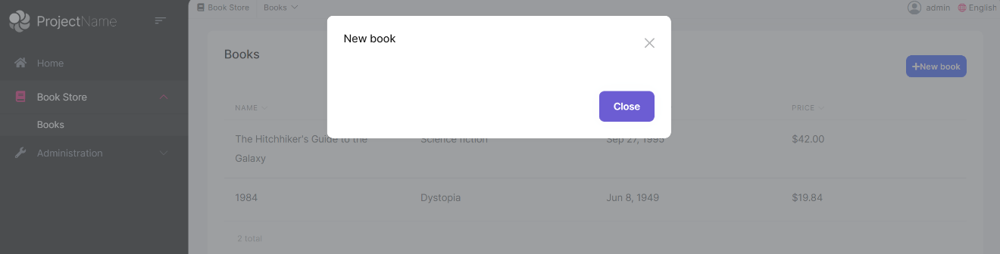 ProjectName
Home
Book Store
Books
Administration
Book Store
Books
admin
English
Books
New book
NAME
PRICE
The Hitchhiker's Guide to the
Galaxy
Science fiction
Sep 27, 1995
$42.00
1984
Dystopia
Jun 8, 1949
$19.84
2 total
New book
Close